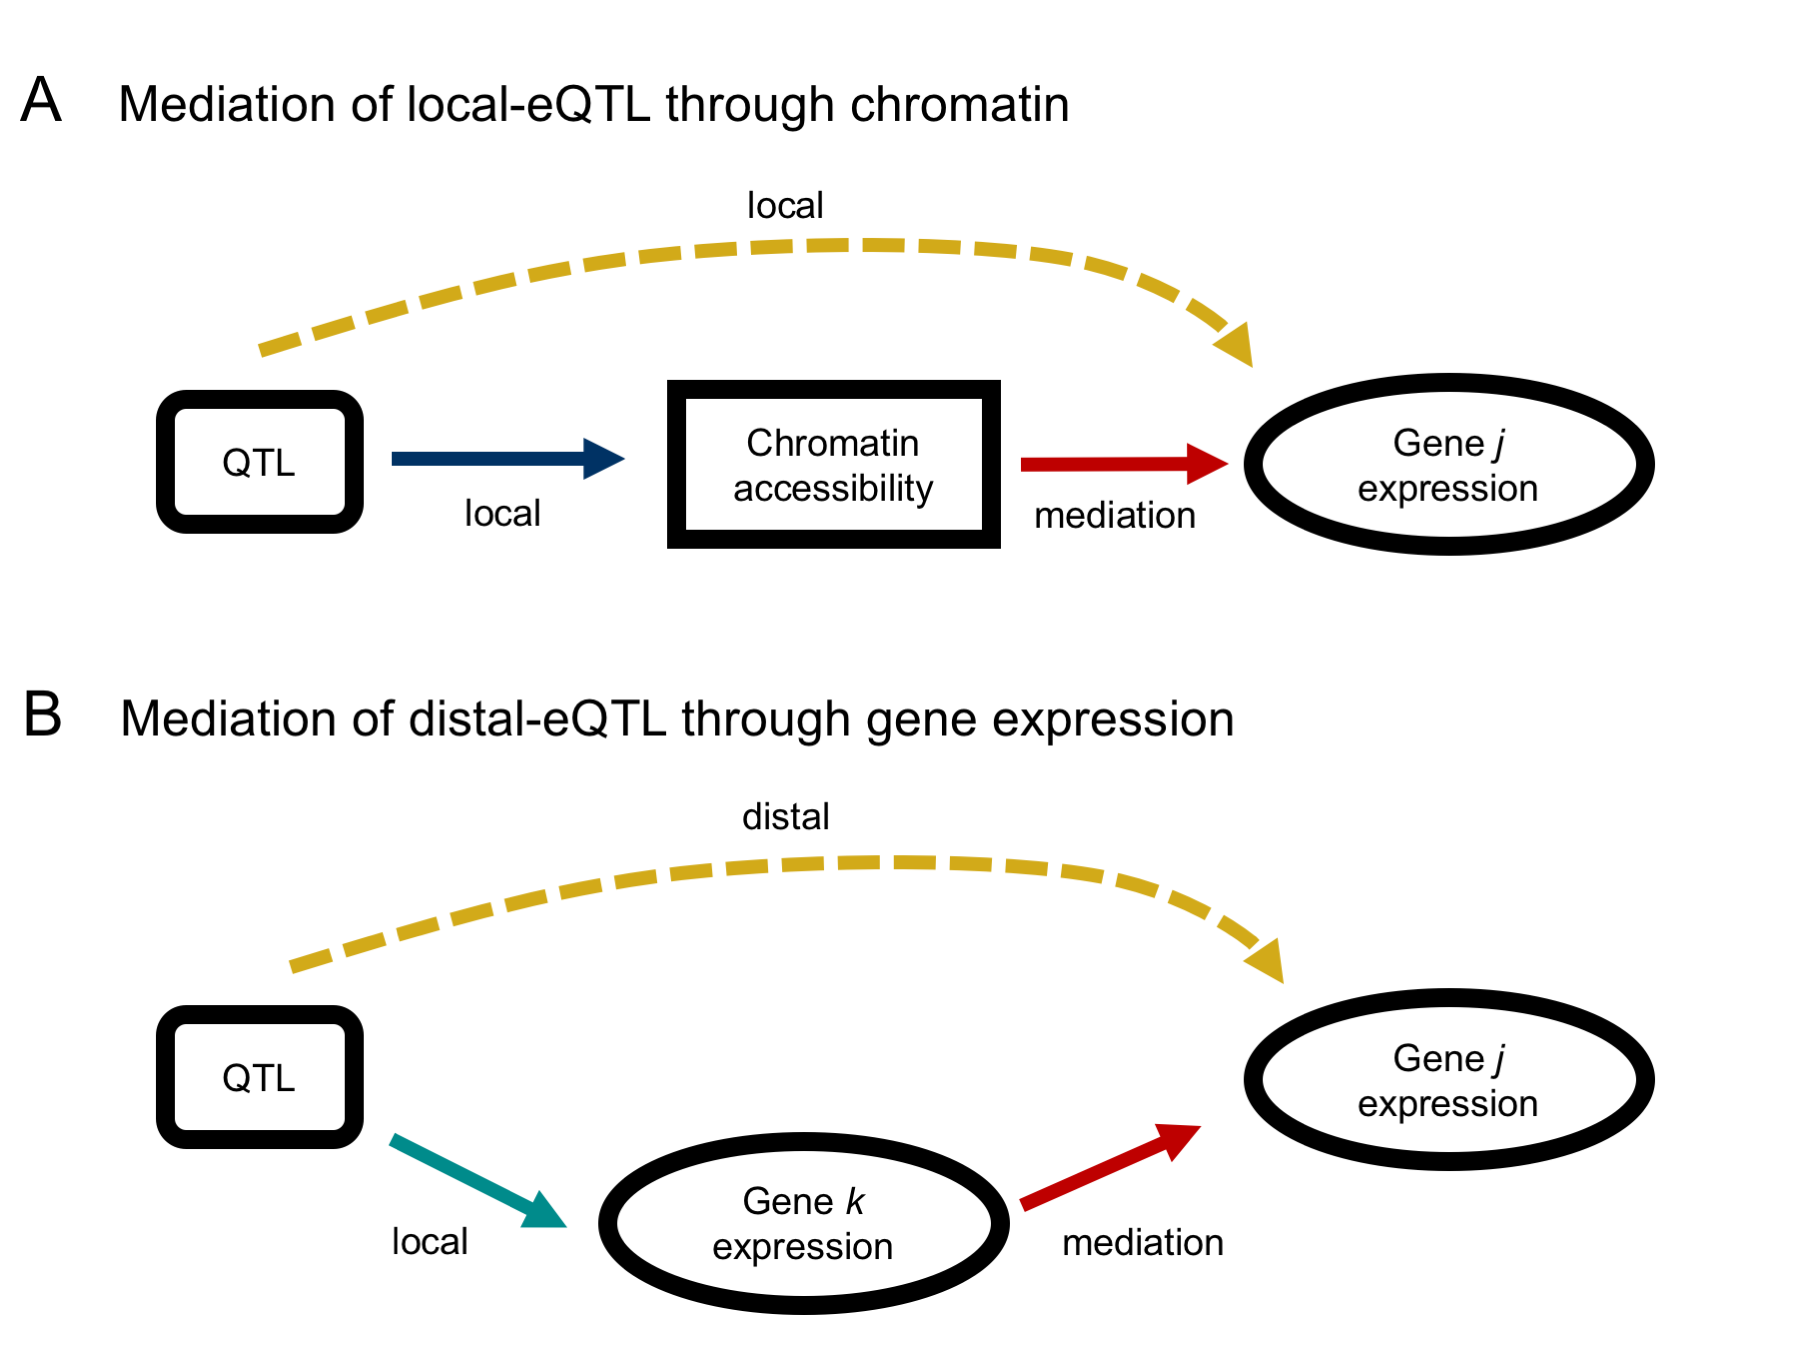 A Mediation of local-eQTL through chromatin
local
QTL
local
Chromatin
accessibility
mediation
Gene j
expression
B Mediation of distal-eQTL through gene expression
distal
QTL
local
Gene k
expression
mediation
Gene j
expression